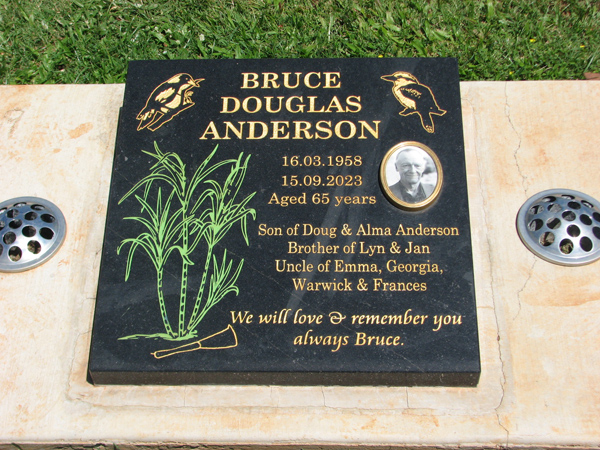 BRUCE
DOUGLAS
ANDERSON
16.03.1958
15.09.2023
Aged 65 years
Son of Doug & Alma Anderson
Brother of Lyn & Jan
Uncle of Emma, Georgia,
Warwick & Frances
We will love & remember you
always Bruce.